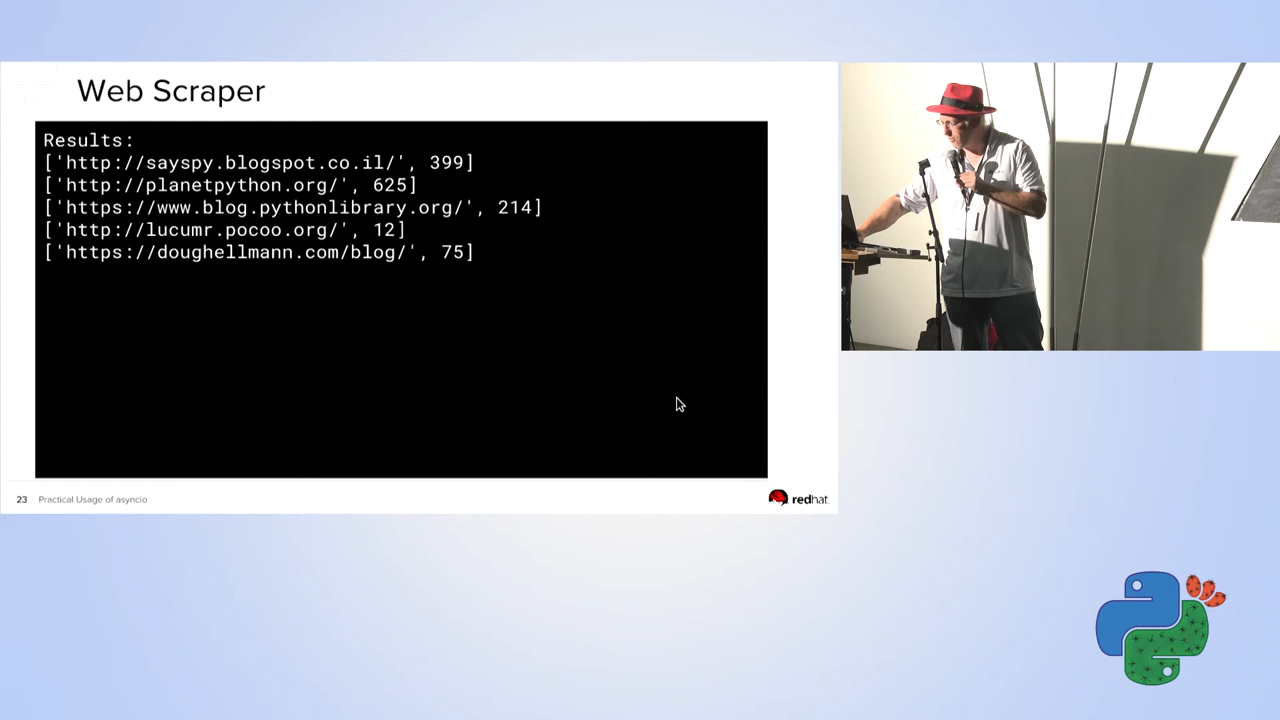 Web Scraper
Results:
['http://sayspy.blogspot.co.il/', 399]
['http://planetpython.org/', 625]
['https://www.blog.pythonlibrary.org/', 214]
['http://lucumr.pocoo.org/', 12]
['https://doughellmann.com/blog/', 75]
23 Practical Usage of asyncio
redhat